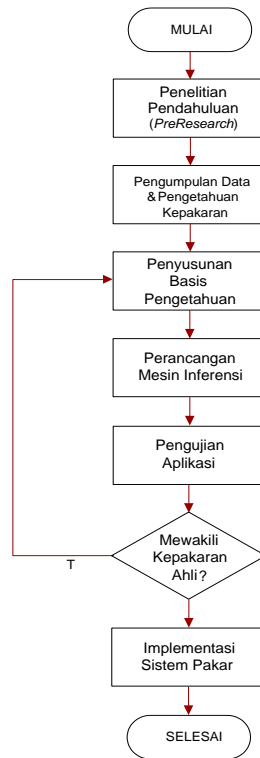 MULAI
Penelitian
Pendahuluan
(PreResearch)
Pengumpulan Data
& Pengetahuan
Kepakaran
Penyusunan
Basis
Pengetahuan
Perancangan
Mesin Inferensi
Pengujian
Aplikasi
Mewakili
Kepakaran
Ahli?
T
Implementasi
Sistem Pakar
SELESAI